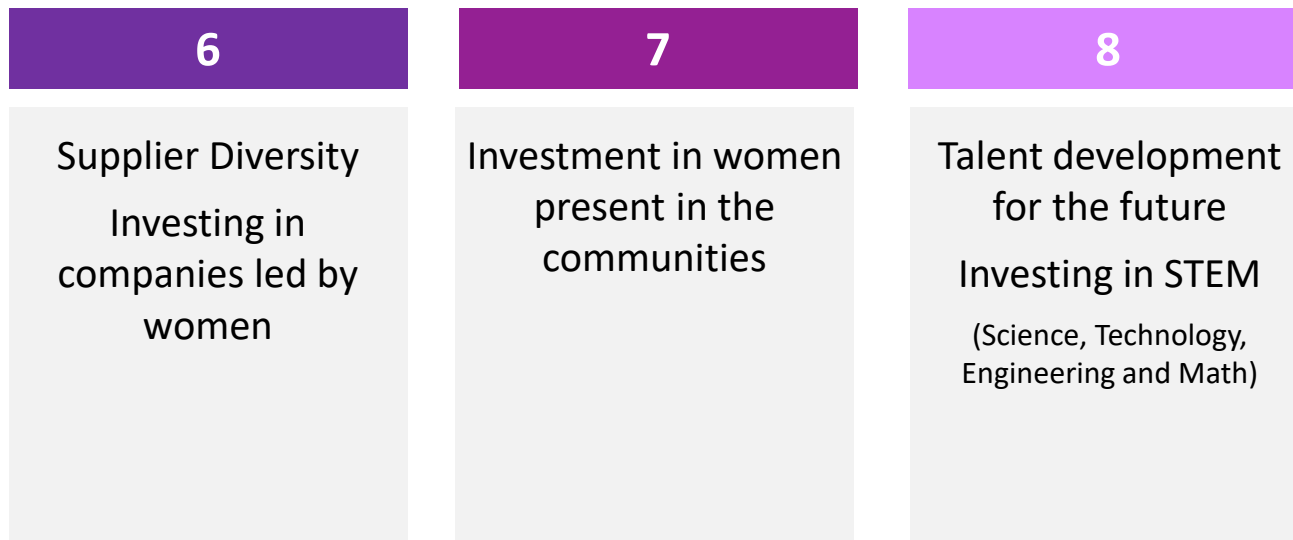 6
Supplier Diversity
Investing in
companies led by
women
7
Investment in women
present in the
communities
8
Talent development
for the future
Investing in STEM
(Science, Technology,
Engineering and Math)